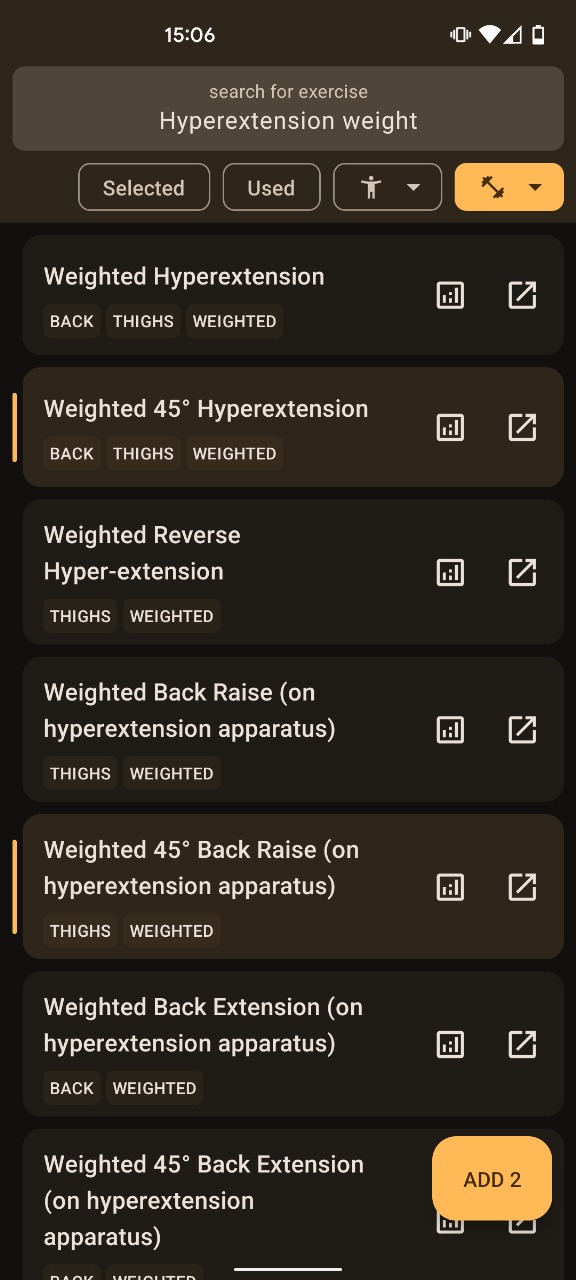 15:06
search for exercise
Hyperextension weight
Selected
Used
Weighted Hyperextension
BACK THIGHS WEIGHTED
Weighted 45° Hyperextension
BACK THIGHS WEIGHTED
Weighted Reverse
Hyper-extension
THIGHS WEIGHTED
Weighted Back Raise (on
hyperextension apparatus)
THIGHS WEIGHTED
Weighted 45° Back Raise (on
hyperextension apparatus)
THIGHS WEIGHTED
Weighted Back Extension (on
hyperextension apparatus)
BACK WEIGHTED
Weighted 45° Back Extension
(on hyperextension
apparatus)
ADD 2
BACK WEIGHTED